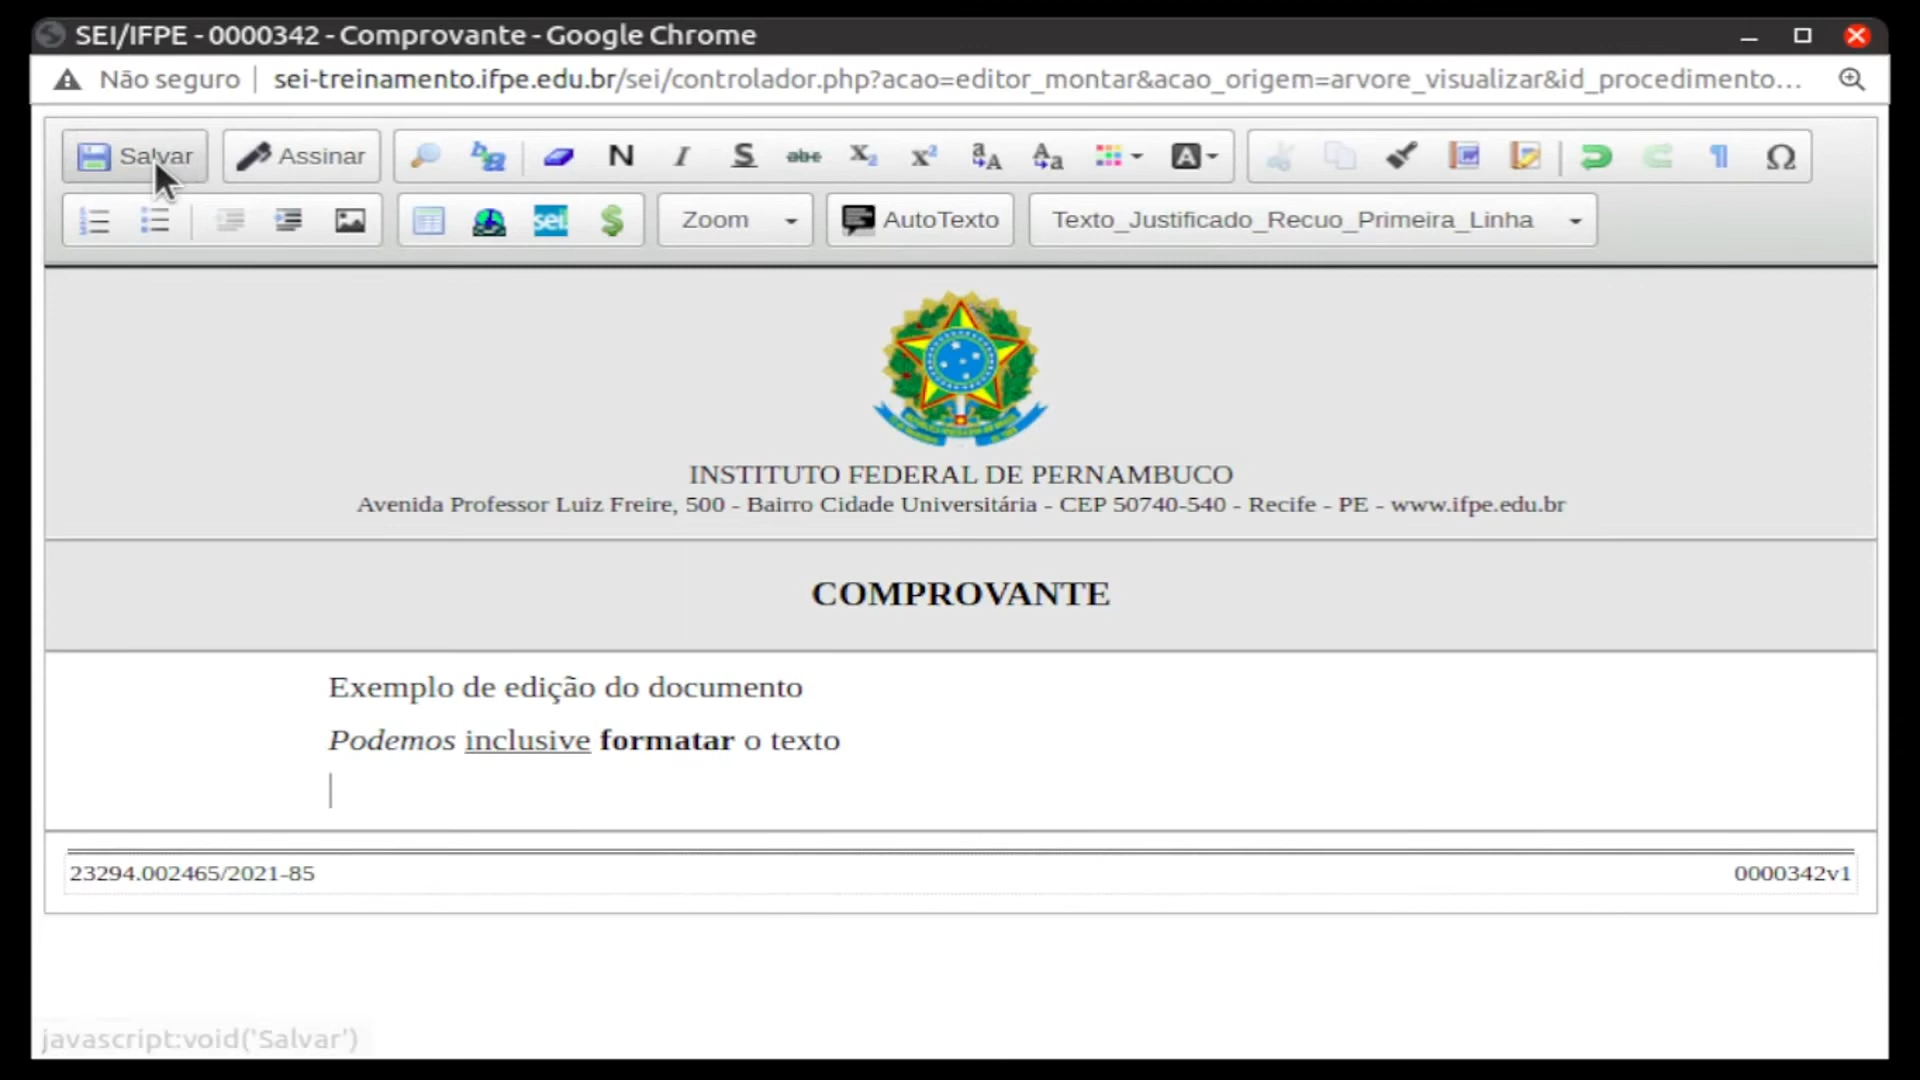 SEI/IFPE - 0000342 - Comprovante - Google Chrome
Não seguro | sei-treinamento.ifpe.edu.br/sei/controlador.php?acao=editor_montar&acao_origem=arvore_visualizar&id_procedimento...
Salvar Assinar N I S abc X₂ x² A
Zoom AutoTexto Texto_Justificado_Recuo_Primeira_Linha
INSTITUTO FEDERAL DE PERNAMBUCO
Avenida Professor Luiz Freire, 500 - Bairro Cidade Universitária - CEP 50740-540 - Recife - PE - www.ifpe.edu.br
COMPROVANTE
Exemplo de edição do documento
Podemos inclusive formatar o texto
23294.002465/2021-85 0000342v1
javascript:void('Salvar')